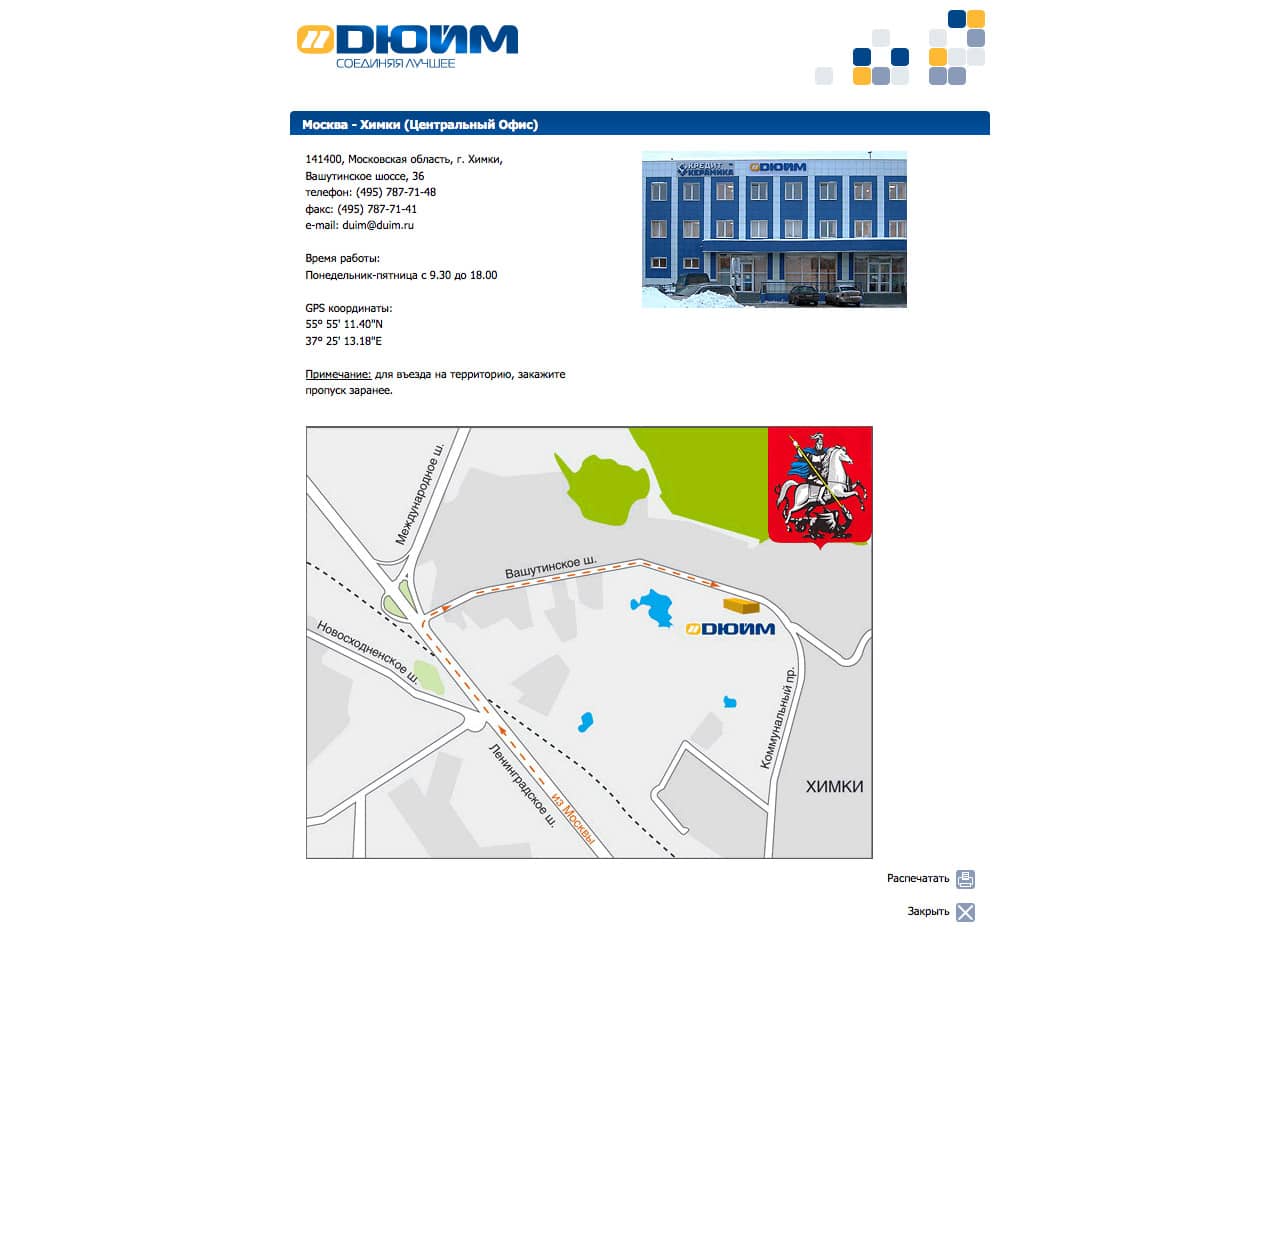 ДЮЙМ
СОЕДИНЯЯ ЛУЧШЕЕ
Москва - Химки (Центральный Офис)
141400, Московская область, г. Химки,
Вашутинское шоссе, 36
телефон: (495) 787-71-48
факс: (495) 787-71-41
e-mail: duim@duim.ru
Время работы:
Понедельник-пятница с 9.30 до 18.00
GPS координаты:
55º 55' 11.40"N
37º 25' 13.18"E
Примечание: для въезда на территорию, закажите
пропуск заранее.
КРЕДИТ
КЕРАМИКА
ДЮЙМ
Международное ш.
Вашутинское ш.
Новосходненское ш.
ДЮЙМ
Коммунальный пр.
Ленинградское ш.
из Москвы
ХИМКИ
Распечатать
Закрыть